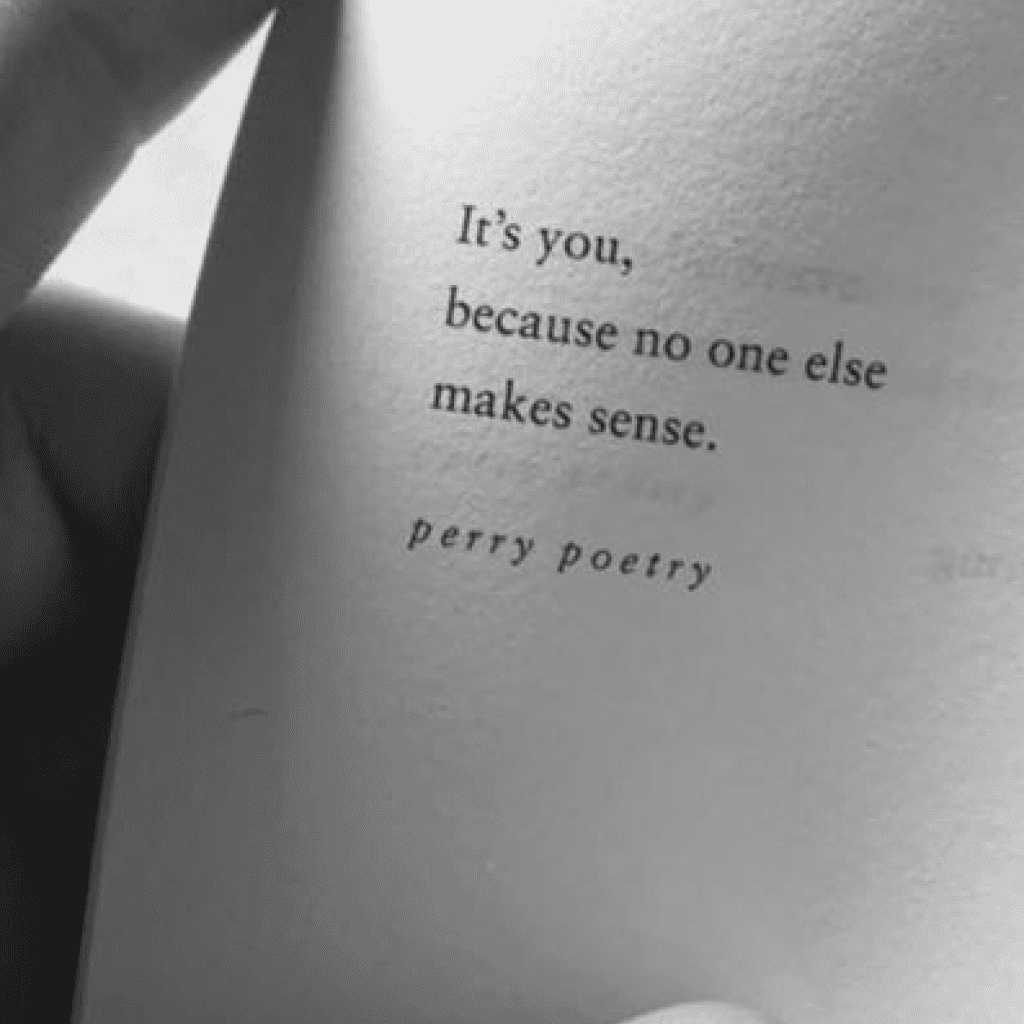 It's you,
because no one else
makes sense.
perry poetry